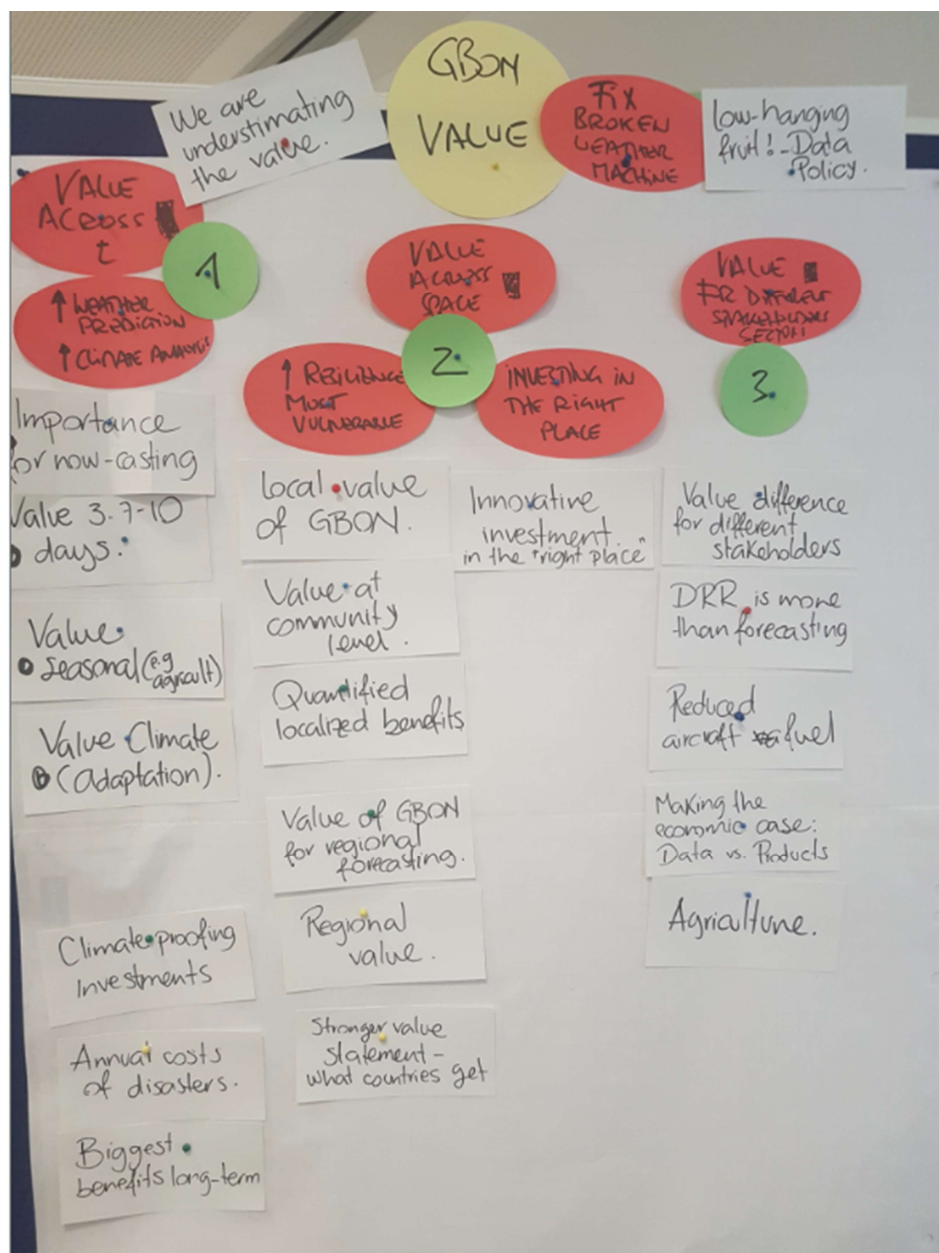 GBON
VALUE
We are
understimating
the value.
FIX
BROKEN
WEATHER
MACHINE
low-hanging
fruit! - Data
Policy.
VALUE
ACROSS
t
1
↑ WEATHER
PREDICTION
↑ CLIMATE ANALYSIS
Importance
for now-casting
Value 3-7-10
days.
Value
seasonal (e.g
agricult)
Value Climate
(adaptation).
Climate proofing
investments
Annual costs
of disasters.
Biggest
benefits long-term
VALUE
ACROSS
SPACE
2
↑ RESILIENCE
MOST
VULNERABLE
INVESTING IN
THE RIGHT
PLACE
Local value
of GBON.
Value at
community
level.
Quantified
localized benefits
Value of GBON
for regional
forecasting.
Regional
value.
Stronger value
statement -
what countries get
Innovative
investment
in the "right place"
VALUE
FR DIFFERENT
STAKEHOLDERS
SECTORS
3.
Value difference
for different
stakeholders
DRR is more
than forecasting
Reduced
aircraft fuel
Making the
economic case:
Data vs. Products
Agriculture.